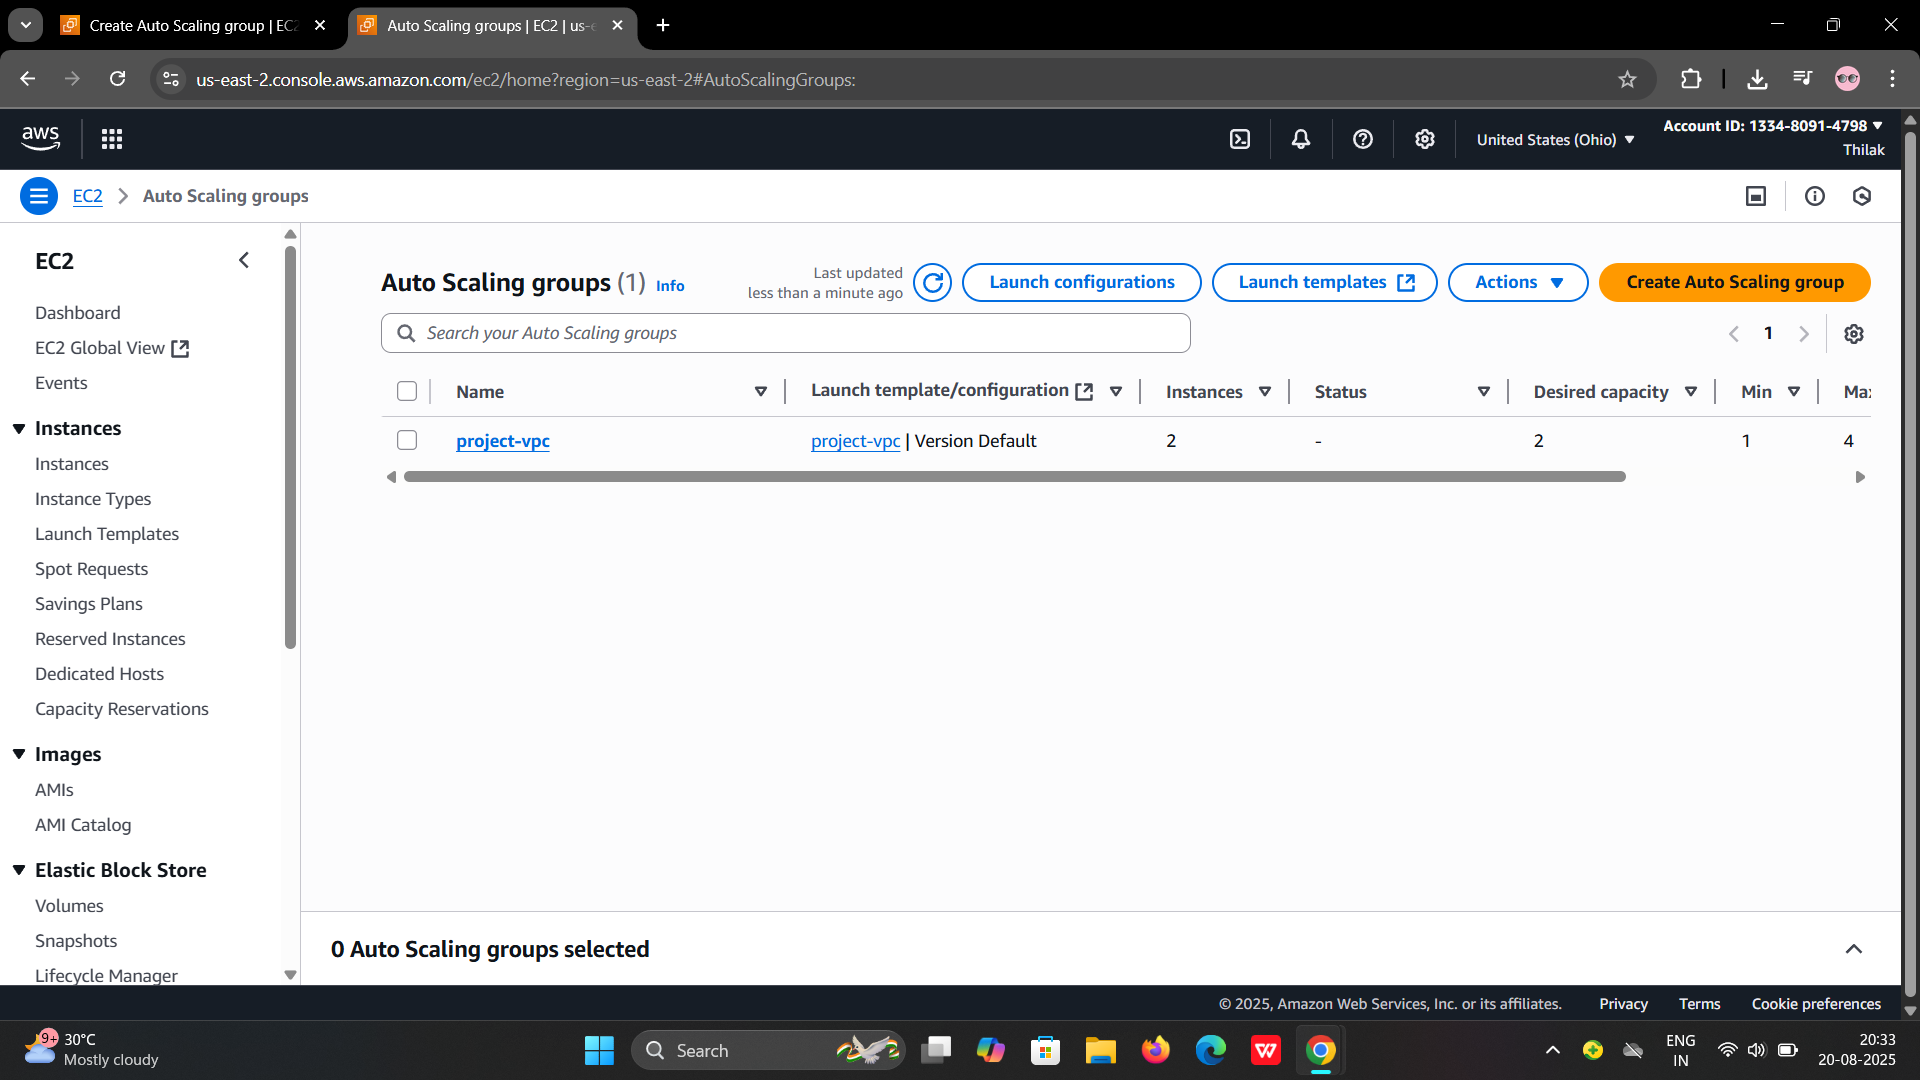 Create Auto Scaling group | EC2
Auto Scaling groups | EC2 | us-e
us-east-2.console.aws.amazon.com/ec2/home?region=us-east-2#AutoScalingGroups:
aws
United States (Ohio)
Account ID: 1334-8091-4798
Thilak
EC2
Auto Scaling groups
EC2
Dashboard
EC2 Global View
Events
Instances
Instances
Instance Types
Launch Templates
Spot Requests
Savings Plans
Reserved Instances
Dedicated Hosts
Capacity Reservations
Images
AMIs
AMI Catalog
Elastic Block Store
Volumes
Snapshots
Lifecycle Manager
Auto Scaling groups (1) Info
Last updated
less than a minute ago
Launch configurations
Launch templates
Actions
Create Auto Scaling group
Search your Auto Scaling groups
1
Name Launch template/configuration Instances Status Desired capacity Min Max
project-vpc project-vpc | Version Default 2 - 2 1 4
0 Auto Scaling groups selected
© 2025, Amazon Web Services, Inc. or its affiliates. Privacy Terms Cookie preferences
9+
30°C
Mostly cloudy
Search
ENG
IN
20:33
20-08-2025